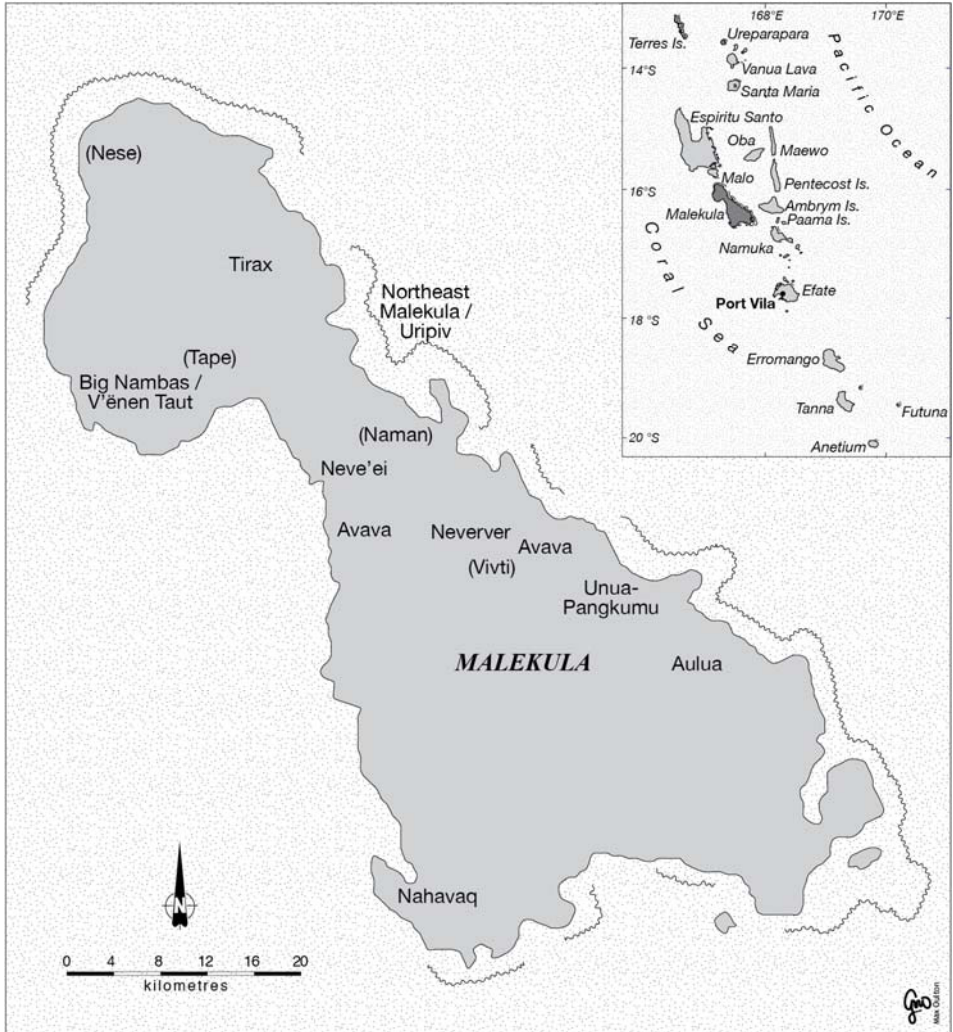 (Nese)
Tirax
Northeast
Malekula /
Uripiv
(Tape)
Big Nambas /
V'ënen Taut
(Naman)
Neve'ei
Avava
Neverver
Avava
(Vivti)
Unua-
Pangkumu
MALEKULA
Aulua
Nahavaq
N
0 4 8 12 16 20
kilometres
168°E
170°E
Terres Is.
Ureparapara
14°S
Vanua Lava
Santa Maria
Pacific Ocean
Espiritu Santo
Oba
Maewo
Malo
Pentecost Is.
16°S
Malekula
Ambrym Is.
Paama Is.
Namuka
Coral Sea
Efate
Port Vila
18 °S
Erromango
Tanna
Futuna
20 °S
Anetium
Max Oulton